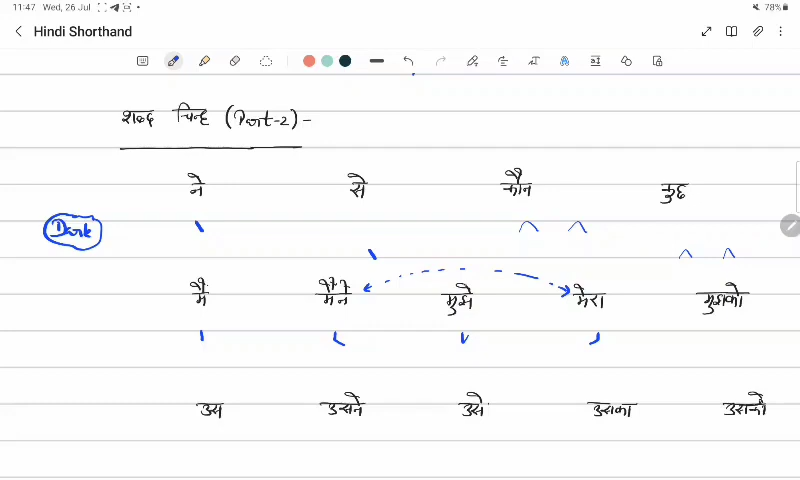 11:47 Wed, 26 Jul 78%
Hindi Shorthand
शब्द चिन्ह (Part-2) -
ने से कौन कुछ
Dark
मैं मैंने मुझे मेरा मुझको
उस उसने उसे उसका उसको